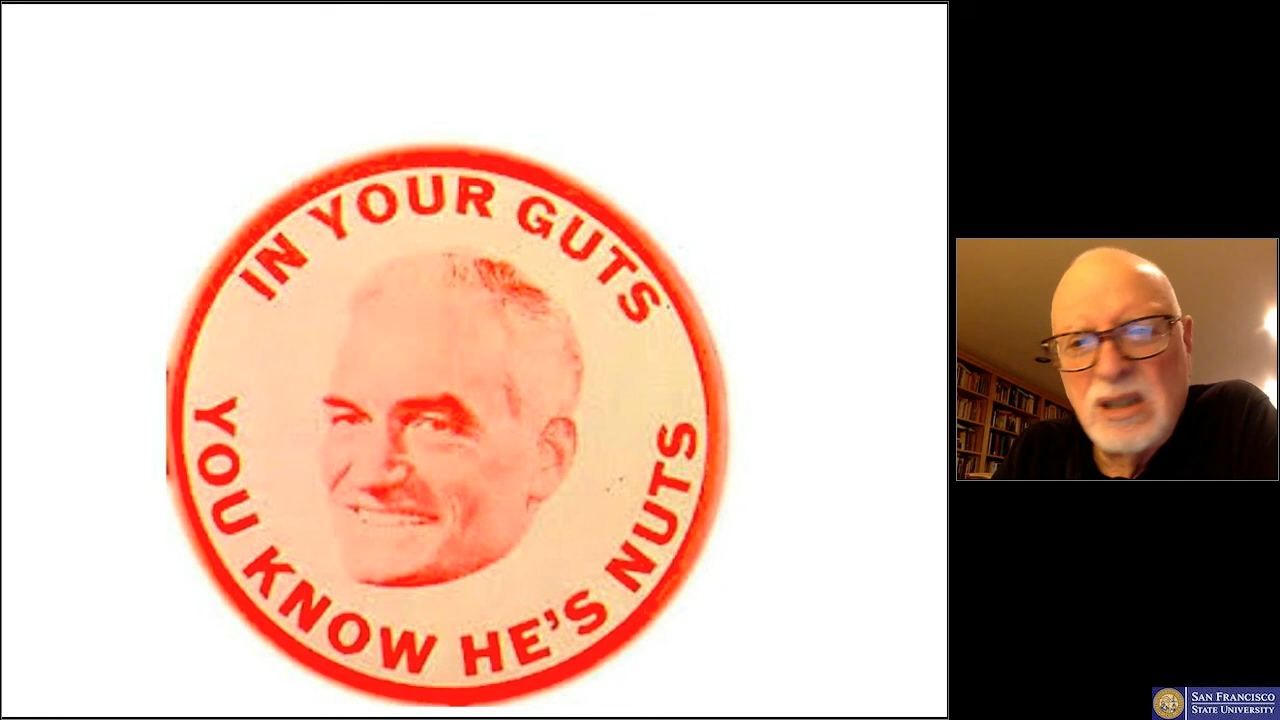 IN YOUR GUTS
YOU KNOW HE'S NUTS
SAN FRANCISCO
STATE UNIVERSITY